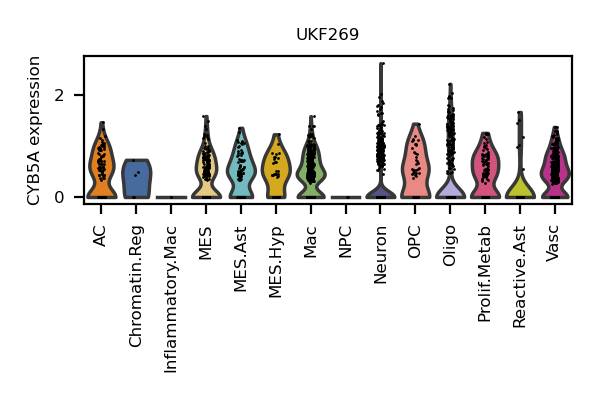 UKF269
CYB5A expression
2
0
AC
Chromatin.Reg
Inflammatory.Mac
MES
MES.Ast
MES.Hyp
Mac
NPC
Neuron
OPC
Oligo
Prolif.Metab
Reactive.Ast
Vasc